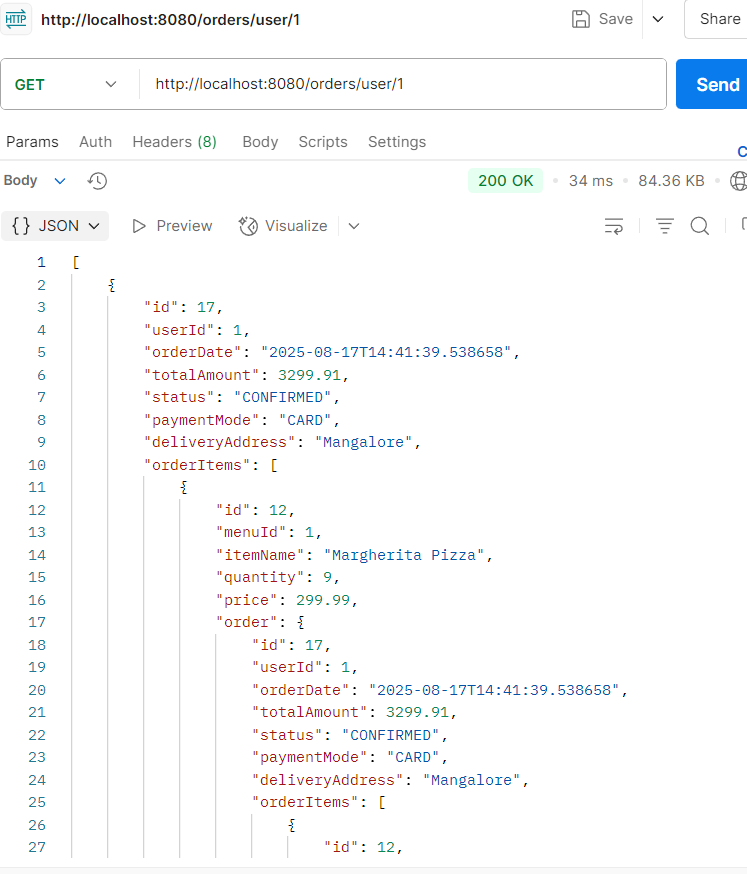 HTTP http://localhost:8080/orders/user/1 Save Share
GET http://localhost:8080/orders/user/1 Send
Params Auth Headers (8) Body Scripts Settings
C
Body 200 OK • 34 ms • 84.36 KB •
{} JSON Preview Visualize
1 [
2 {
3 "id": 17,
4 "userId": 1,
5 "orderDate": "2025-08-17T14:41:39.538658",
6 "totalAmount": 3299.91,
7 "status": "CONFIRMED",
8 "paymentMode": "CARD",
9 "deliveryAddress": "Mangalore",
10 "orderItems": [
11 {
12 "id": 12,
13 "menuId": 1,
14 "itemName": "Margherita Pizza",
15 "quantity": 9,
16 "price": 299.99,
17 "order": {
18 "id": 17,
19 "userId": 1,
20 "orderDate": "2025-08-17T14:41:39.538658",
21 "totalAmount": 3299.91,
22 "status": "CONFIRMED",
23 "paymentMode": "CARD",
24 "deliveryAddress": "Mangalore",
25 "orderItems": [
26 {
27 "id": 12,